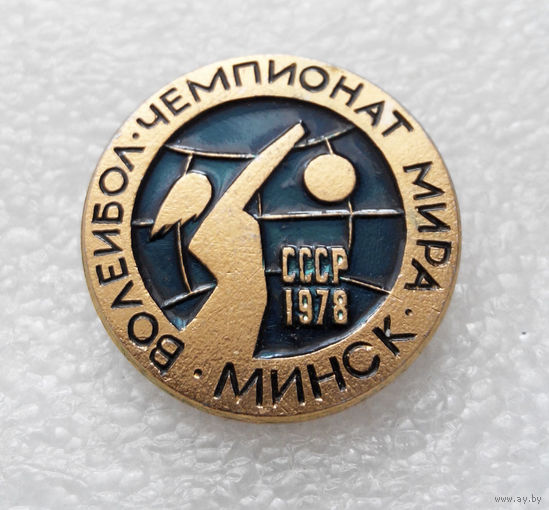 ВОЛЕЙБОЛ · ЧЕМПИОНАТ МИРА ·
МИНСК ·
СССР
1978
www.ay.by